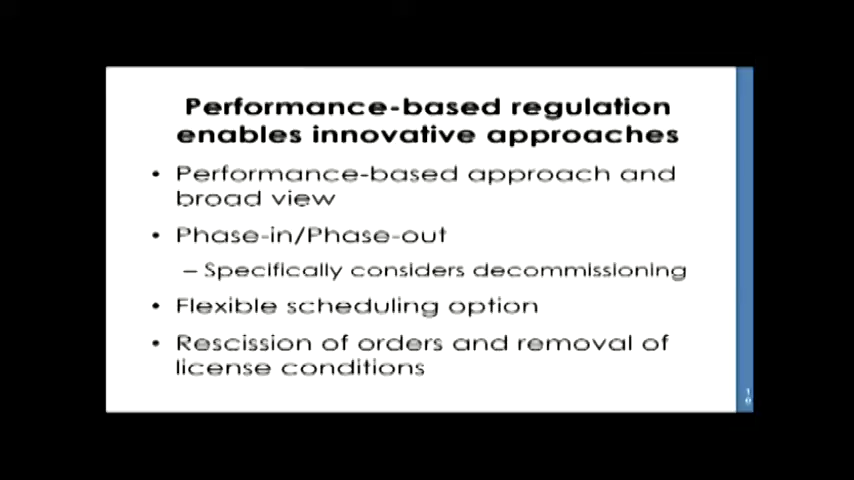 Performance-based regulation
enables innovative approaches
• Performance-based approach and
broad view
• Phase-in/Phase-out
– Specifically considers decommissioning
• Flexible scheduling option
• Rescission of orders and removal of
license conditions